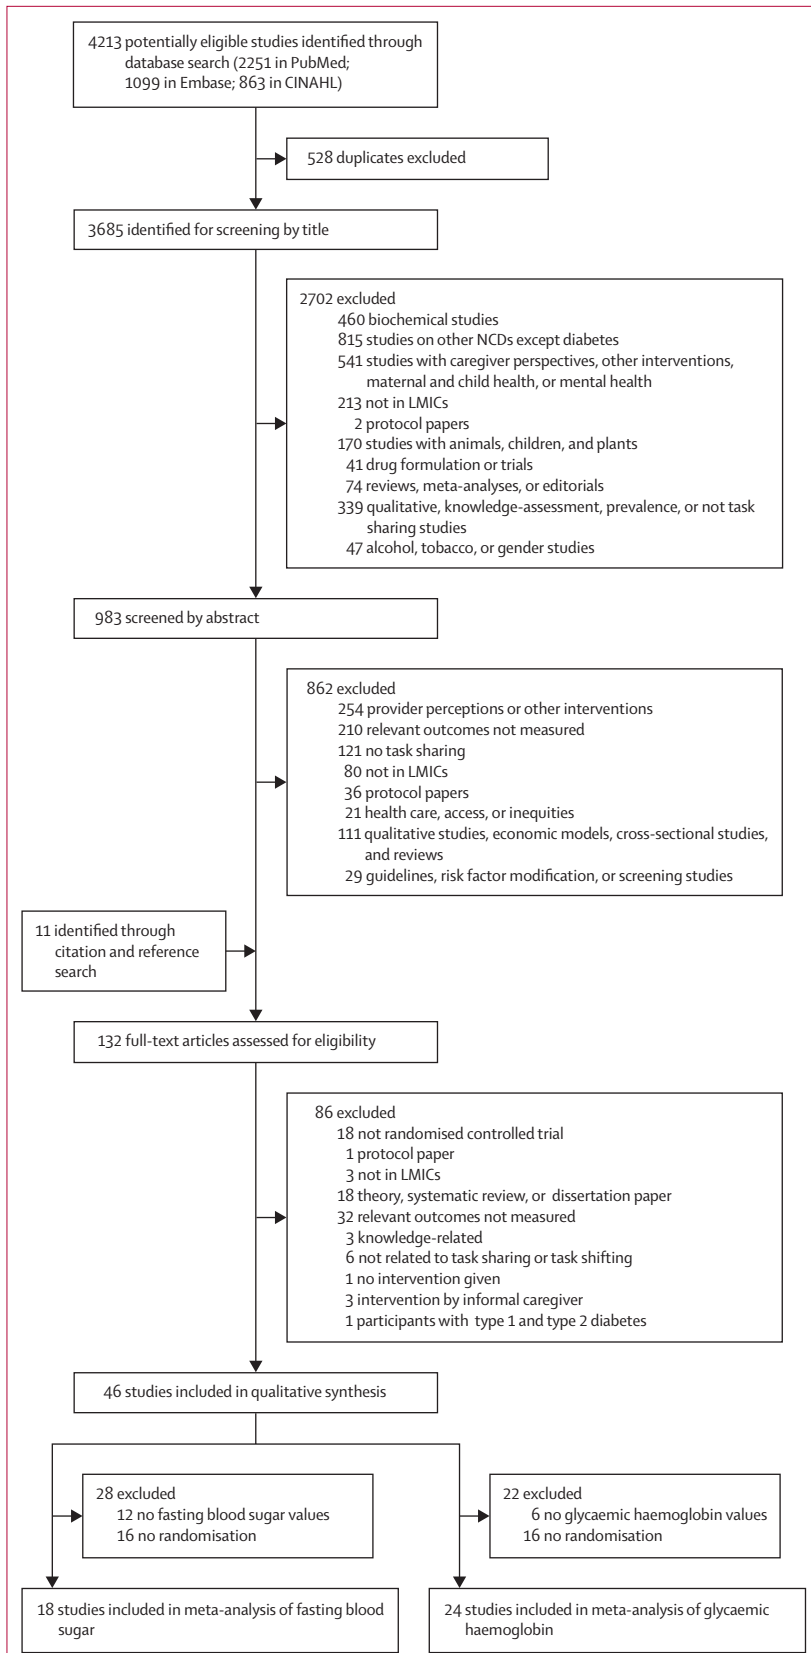 4213 potentially eligible studies identified through
database search (2251 in PubMed;
1099 in Embase; 863 in CINAHL)
528 duplicates excluded
3685 identified for screening by title
2702 excluded
460 biochemical studies
815 studies on other NCDs except diabetes
541 studies with caregiver perspectives, other interventions,
maternal and child health, or mental health
213 not in LMICs
2 protocol papers
170 studies with animals, children, and plants
41 drug formulation or trials
74 reviews, meta-analyses, or editorials
339 qualitative, knowledge-assessment, prevalence, or not task
sharing studies
47 alcohol, tobacco, or gender studies
983 screened by abstract
862 excluded
254 provider perceptions or other interventions
210 relevant outcomes not measured
121 no task sharing
80 not in LMICs
36 protocol papers
21 health care, access, or inequities
111 qualitative studies, economic models, cross-sectional studies,
and reviews
29 guidelines, risk factor modification, or screening studies
11 identified through
citation and reference
search
132 full-text articles assessed for eligibility
86 excluded
18 not randomised controlled trial
1 protocol paper
3 not in LMICs
18 theory, systematic review, or dissertation paper
32 relevant outcomes not measured
3 knowledge-related
6 not related to task sharing or task shifting
1 no intervention given
3 intervention by informal caregiver
1 participants with type 1 and type 2 diabetes
46 studies included in qualitative synthesis
28 excluded
12 no fasting blood sugar values
16 no randomisation
22 excluded
6 no glycaemic haemoglobin values
16 no randomisation
18 studies included in meta-analysis of fasting blood
sugar
24 studies included in meta-analysis of glycaemic
haemoglobin